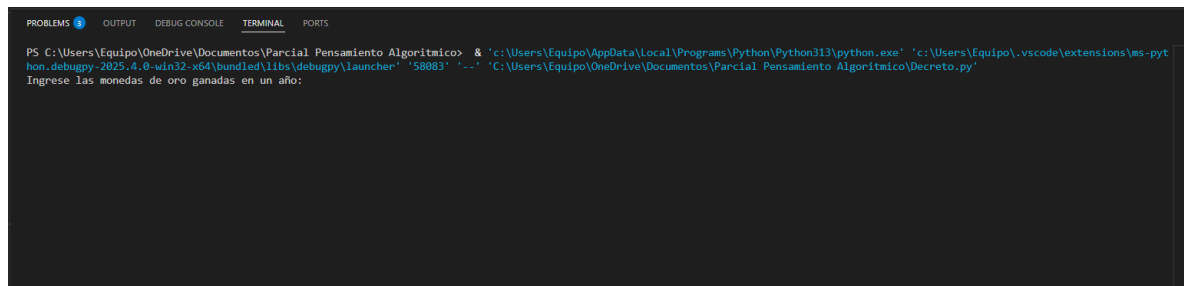 PROBLEMS 3 OUTPUT DEBUG CONSOLE TERMINAL PORTS
PS C:\Users\Equipo\OneDrive\Documentos\Parcial Pensamiento Algoritmico>  & 'c:\Users\Equipo\AppData\Local\Programs\Python\Python313\python.exe' 'c:\Users\Equipo\.vscode\extensions\ms-pyt
hon.debugpy-2025.4.0-win32-x64\bundled\libs\debugpy\launcher' '58083' '--' 'C:\Users\Equipo\OneDrive\Documentos\Parcial Pensamiento Algoritmico\Decreto.py'
Ingrese las monedas de oro ganadas en un año: